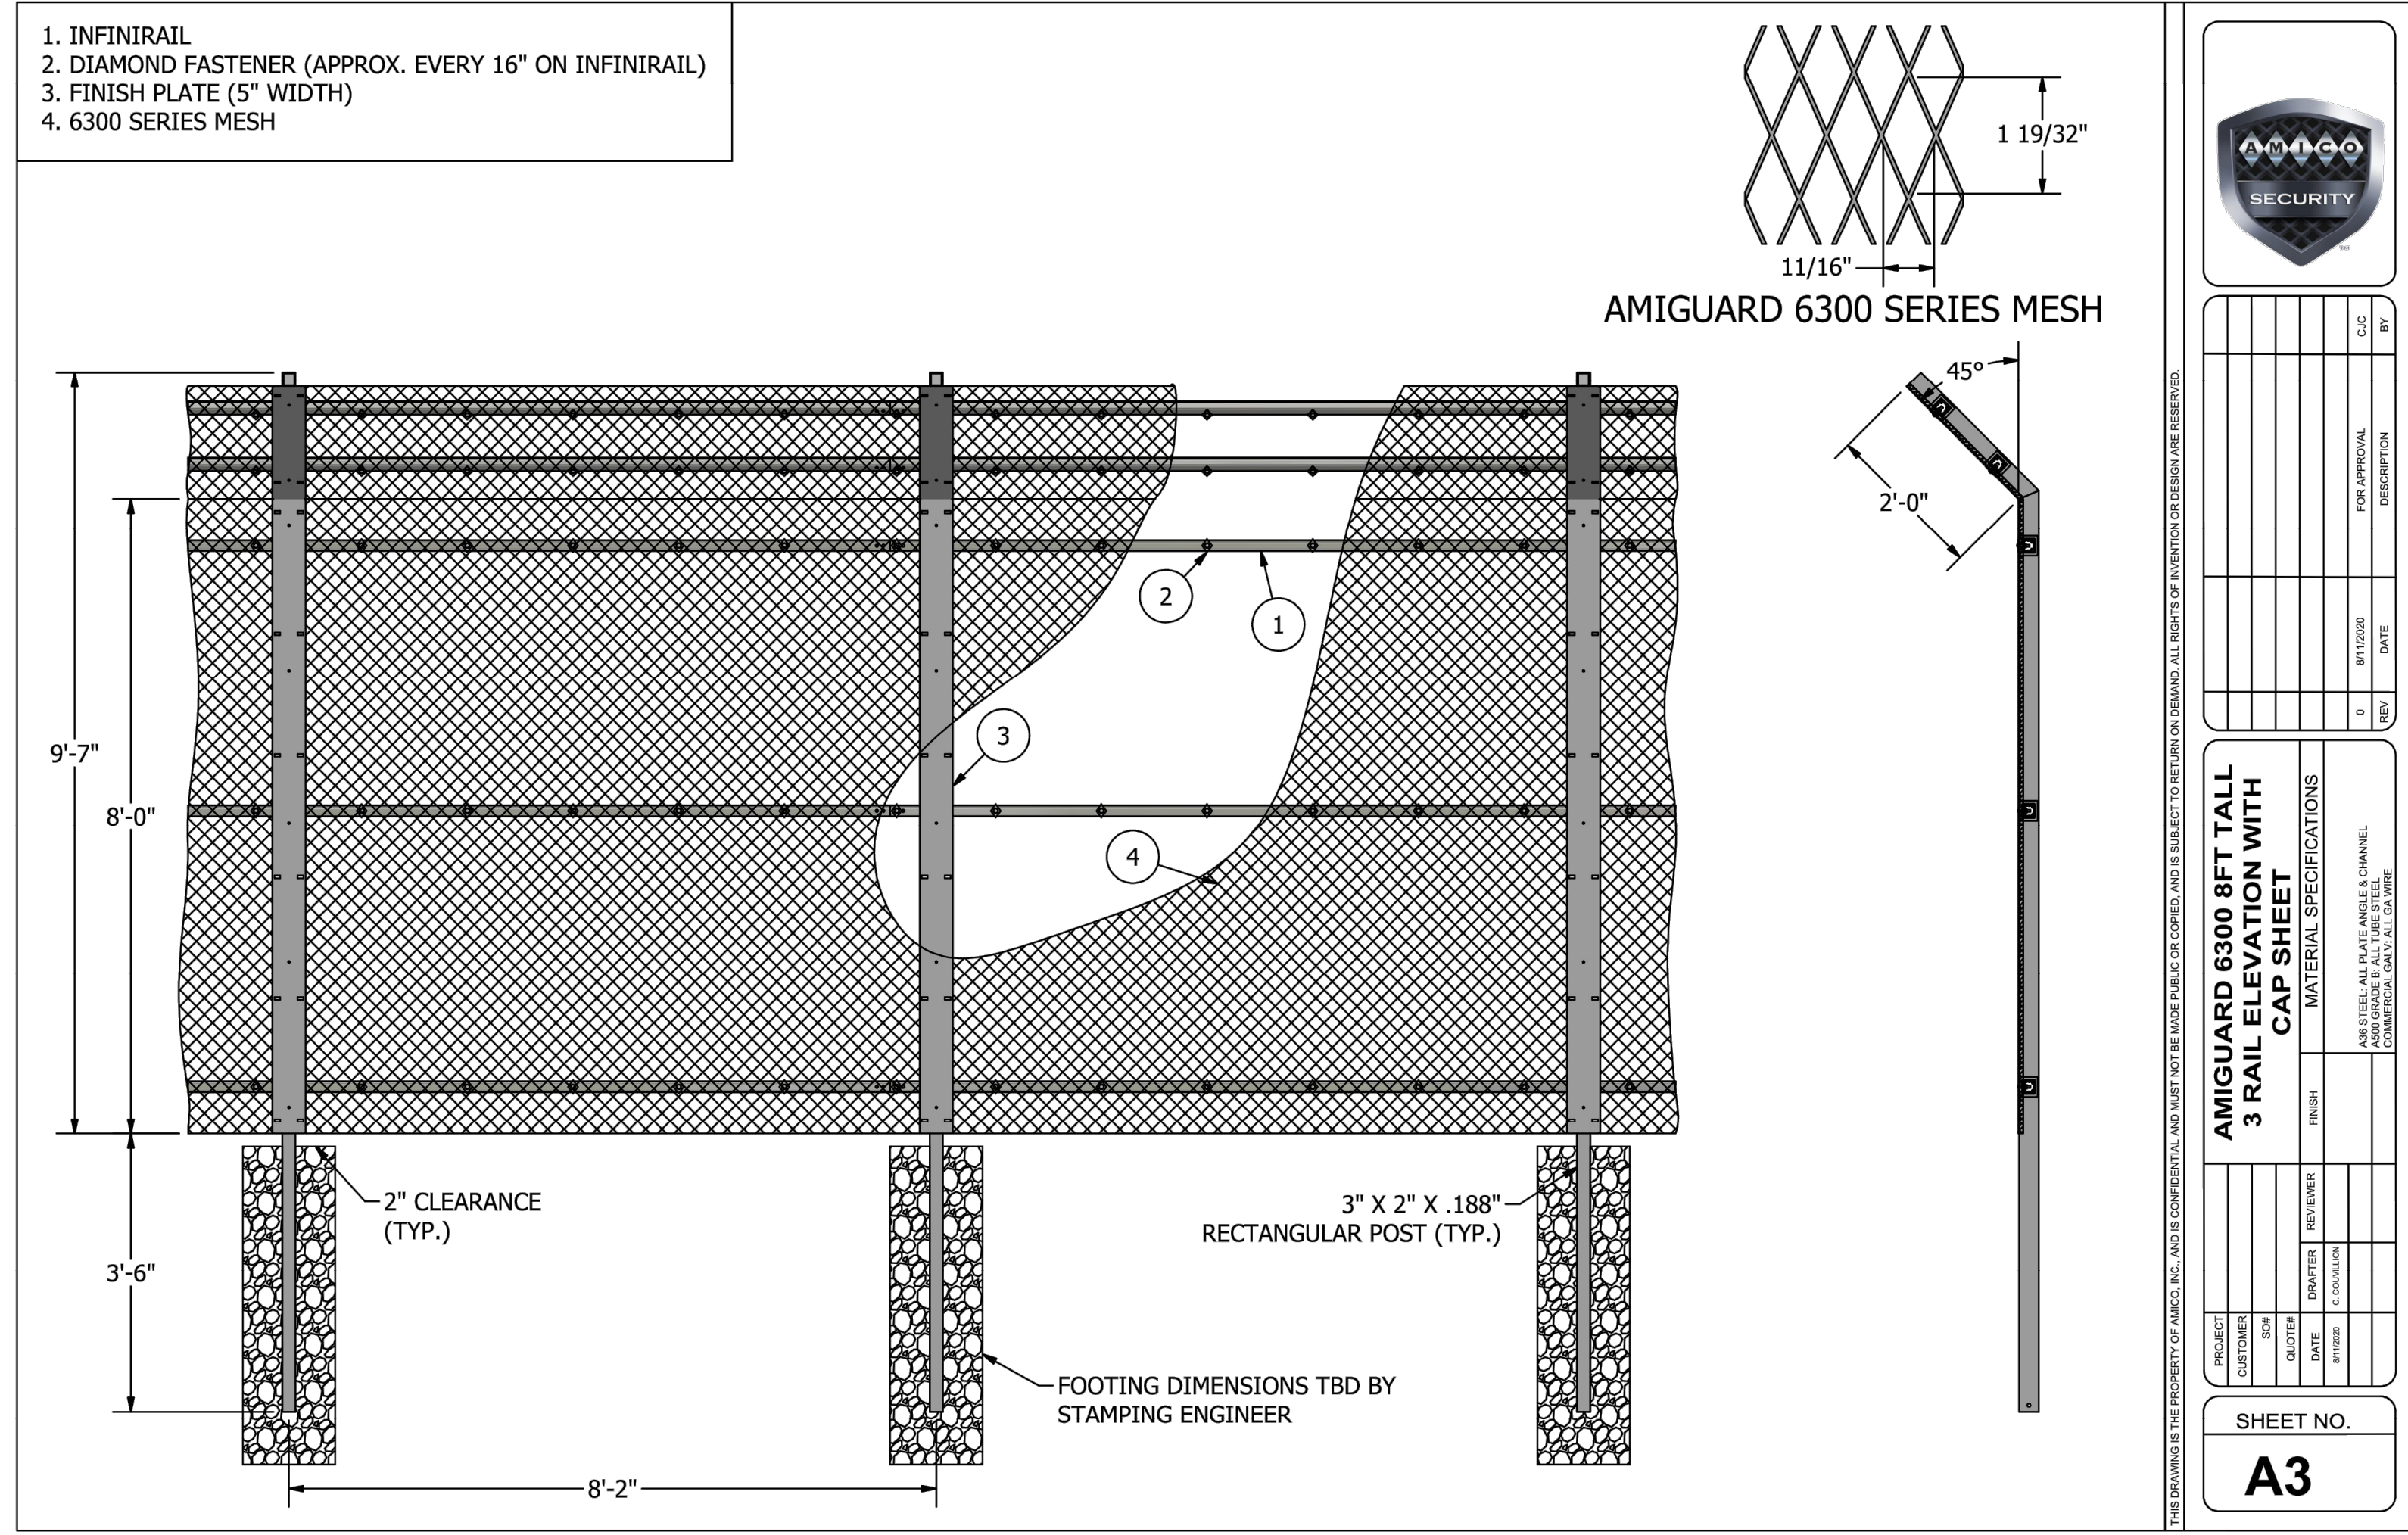 1. INFINIRAIL
2. DIAMOND FASTENER (APPROX. EVERY 16" ON INFINIRAIL)
3. FINISH PLATE (5" WIDTH)
4. 6300 SERIES MESH
1 19/32"
11/16"
AMIGUARD 6300 SERIES MESH
45°
2'-0"
9'-7"
8'-0"
3'-6"
2
1
3
4
2" CLEARANCE
(TYP.)
3" X 2" X .188"
RECTANGULAR POST (TYP.)
FOOTING DIMENSIONS TBD BY
STAMPING ENGINEER
8'-2"
THIS DRAWING IS THE PROPERTY OF AMICO, INC., AND IS CONFIDENTIAL AND MUST NOT BE MADE PUBLIC OR COPIED, AND IS SUBJECT TO RETURN ON DEMAND. ALL RIGHTS OF INVENTION OR DESIGN ARE RESERVED.
AMICO
SECURITY
REV
DATE
DESCRIPTION
BY
0
8/11/2020
FOR APPROVAL
CJC
AMIGUARD 6300 8FT TALL
3 RAIL ELEVATION WITH
CAP SHEET
MATERIAL SPECIFICATIONS
A36 STEEL: ALL PLATE ANGLE & CHANNEL
A500 GRADE B: ALL TUBE STEEL
COMMERCIAL GALV: ALL GA WIRE
FINISH
PROJECT
CUSTOMER
SO#
QUOTE#
DATE
DRAFTER
REVIEWER
8/11/2020
C. COUVILLION
SHEET NO.
A3